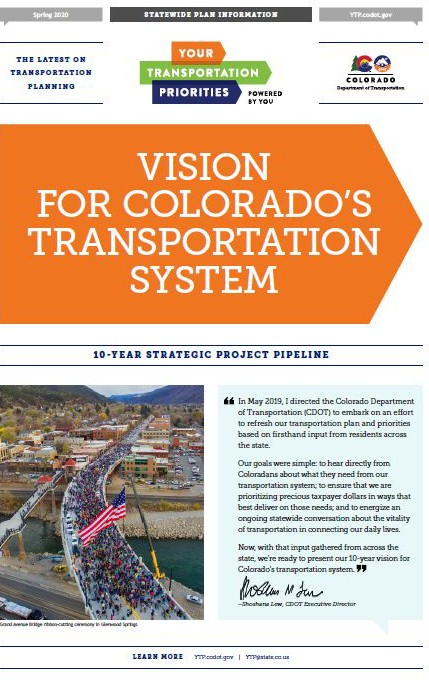 Spring 2020
STATEWIDE PLAN INFORMATION
YTP.codot.gov
THE LATEST ON
TRANSPORTATION
PLANNING
YOUR
TRANSPORTATION
PRIORITIES
POWERED
BY YOU
CO
COLORADO
Department of Transportation
VISION
FOR COLORADO'S
TRANSPORTATION
SYSTEM
10-YEAR STRATEGIC PROJECT PIPELINE
“ In May 2019, I directed the Colorado Department
of Transportation (CDOT) to embark on an effort
to refresh our transportation plan and priorities
based on firsthand input from residents across
the state.
Our goals were simple: to hear directly from
Coloradans about what they need from our
transportation system; to ensure that we are
prioritizing precious taxpayer dollars in ways that
best deliver on those needs; and to energize an
ongoing statewide conversation about the vitality
of transportation in connecting our daily lives.
Now, with that input gathered from across the
state, we're ready to present our 10-year vision for
Colorado's transportation system. ”
–Shoshana Lew, CDOT Executive Director
Grand Avenue Bridge ribbon-cutting ceremony in Glenwood Springs
LEARN MORE YTP.codot.gov | YTP@state.co.us